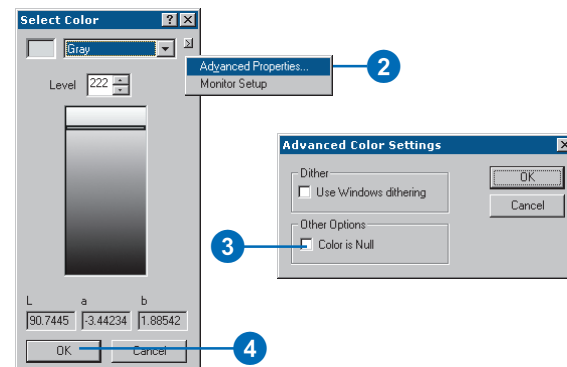 Select Color
Gray
Level 222
Advanced Properties...
Monitor Setup
2
Advanced Color Settings
Dither
Use Windows dithering
OK
Cancel
Other Options
Color is Null
3
L a b
90.7445 -3.44234 1.88542
OK Cancel
4